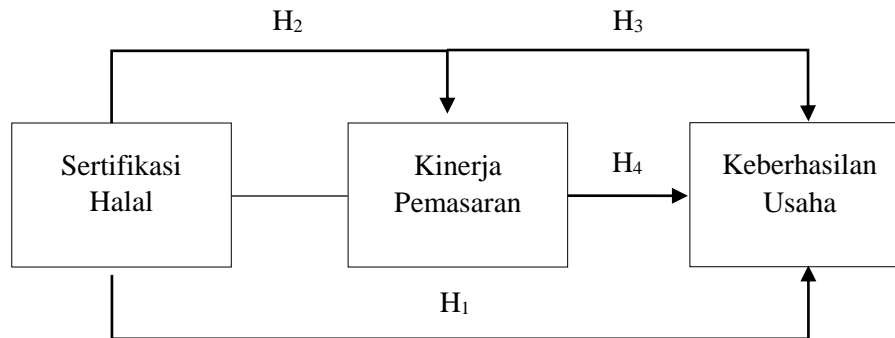 H₂
H₃
Sertifikasi
Halal
Kinerja
Pemasaran
H₄
Keberhasilan
Usaha
H₁